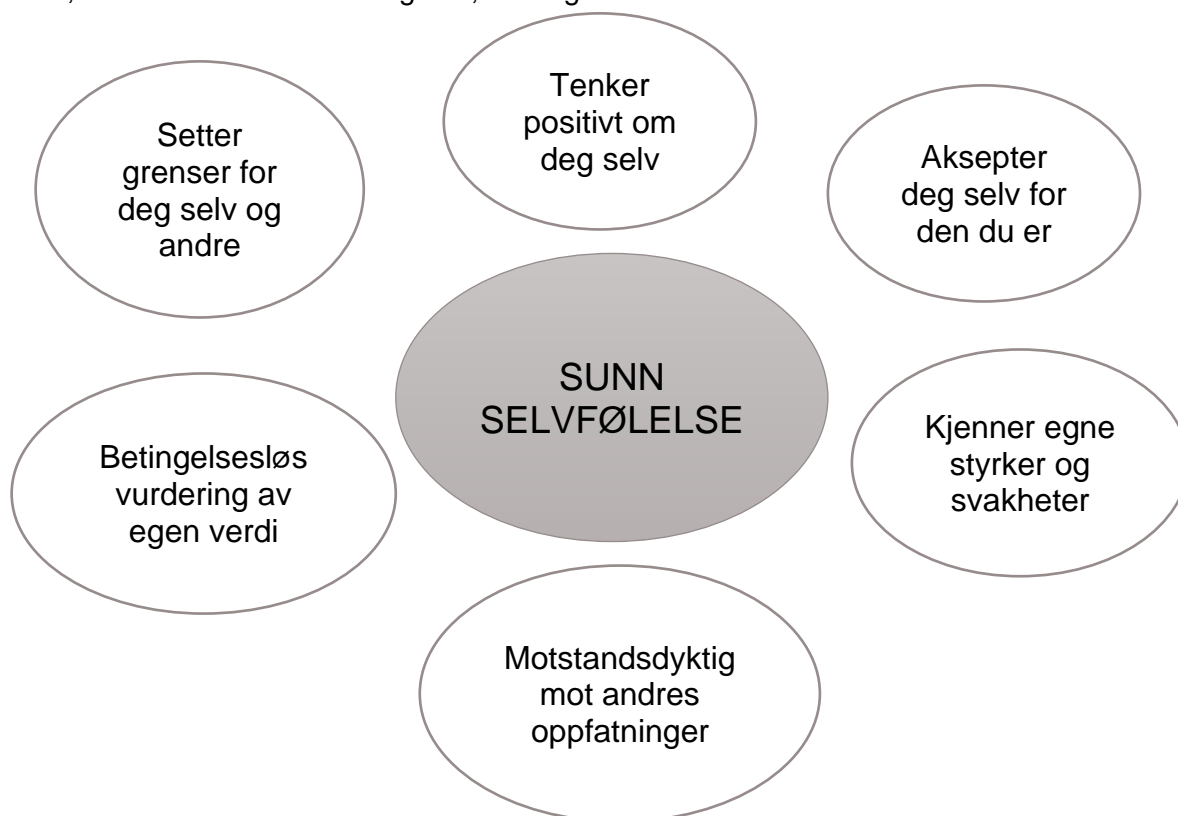 Tenker
positivt om
deg selv
Setter
grenser for
deg selv og
andre
Aksepter
deg selv for
den du er
SUNN
SELVFØLELSE
Betingelsesløs
vurdering av
egen verdi
Kjenner egne
styrker og
svakheter
Motstandsdyktig
mot andres
oppfatninger